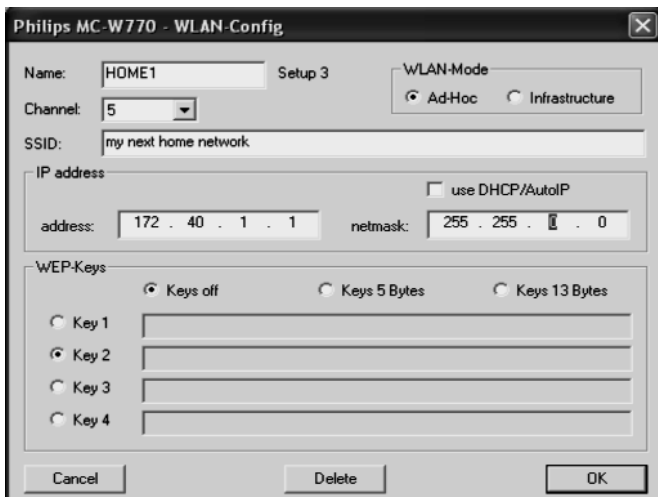 Philips MC-W770 - WLAN-Config
Name: HOME1 Setup 3
WLAN-Mode
Ad-Hoc Infrastructure
Channel: 5
SSID: my next home network
IP address
use DHCP/AutoIP
address: 172 . 40 . 1 . 1 netmask: 255 . 255 . 0 . 0
WEP-Keys
Keys off Keys 5 Bytes Keys 13 Bytes
Key 1
Key 2
Key 3
Key 4
Cancel Delete OK